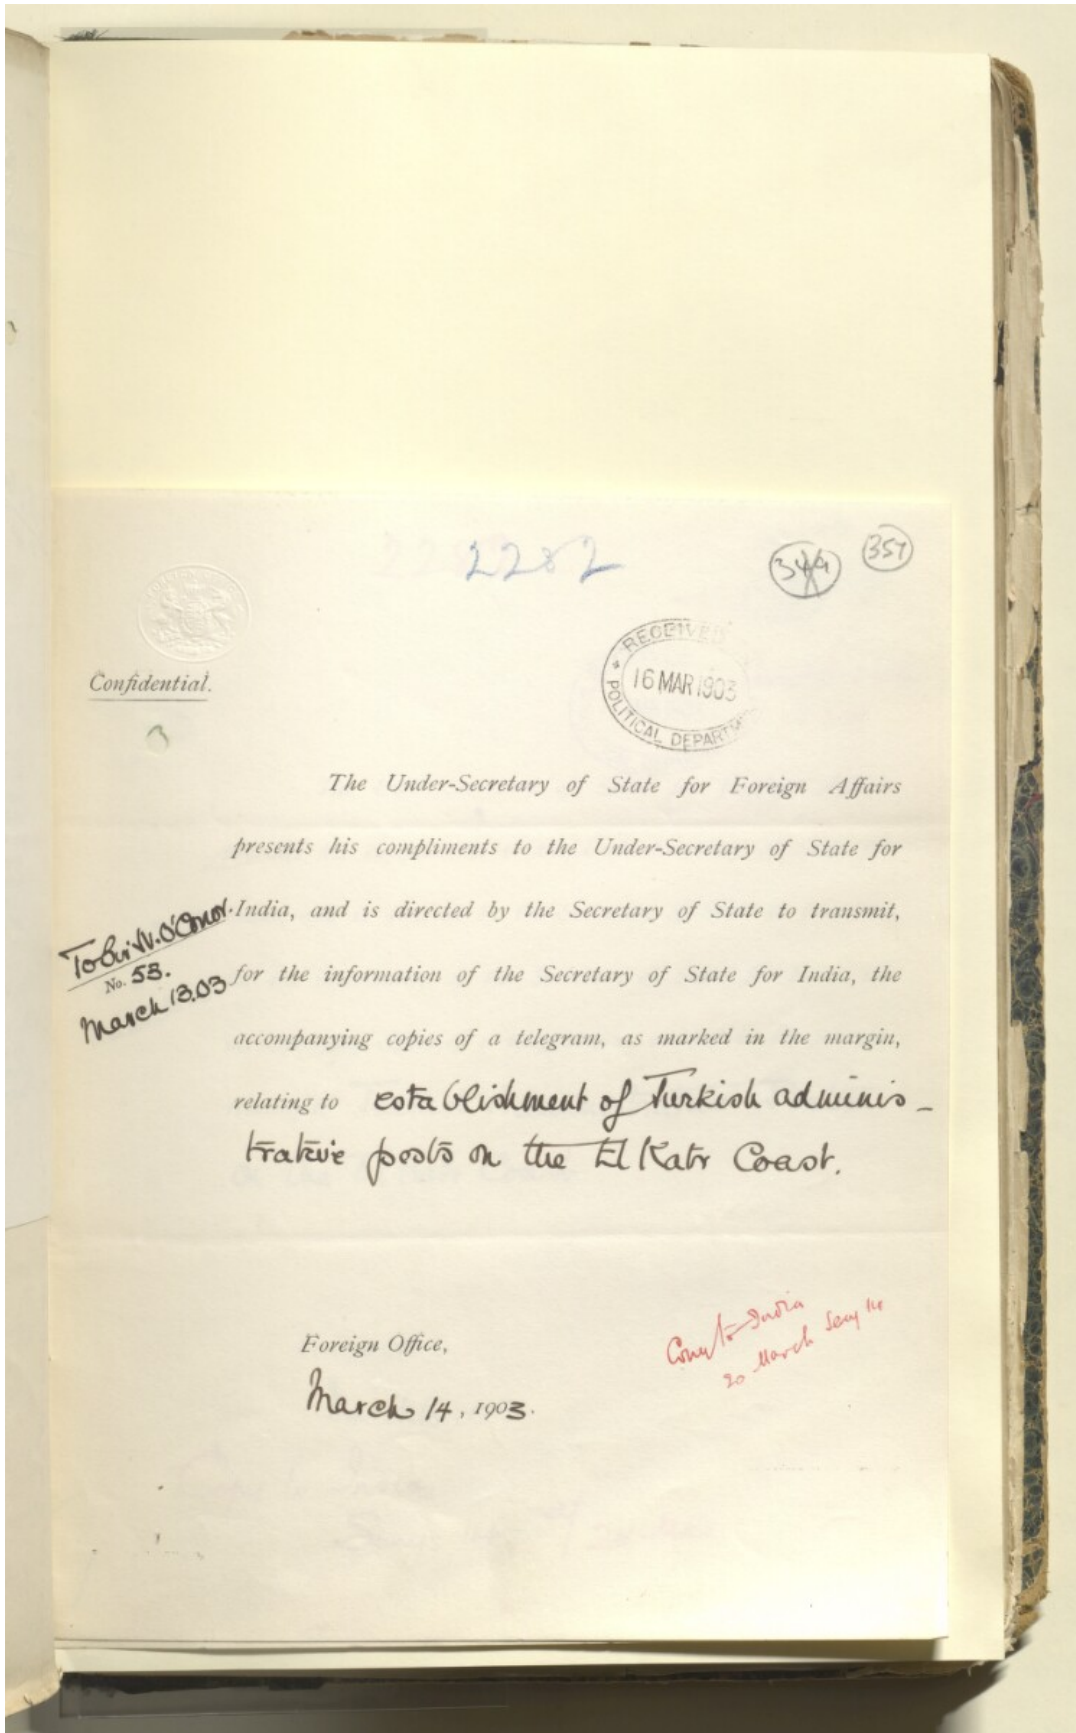 2282
349
351
RECEIVED
16 MAR 1903
POLITICAL DEPARTM
Confidential.
The Under-Secretary of State for Foreign Affairs
presents his compliments to the Under-Secretary of State for
India, and is directed by the Secretary of State to transmit,
for the information of the Secretary of State for India, the
accompanying copies of a telegram, as marked in the margin,
relating to establishment of Turkish adminis-
trative posts on the El Katr Coast.
To Sir N. O'Conor.
No. 53.
March 13.03
Foreign Office,
March 14, 1903.
India
20 March